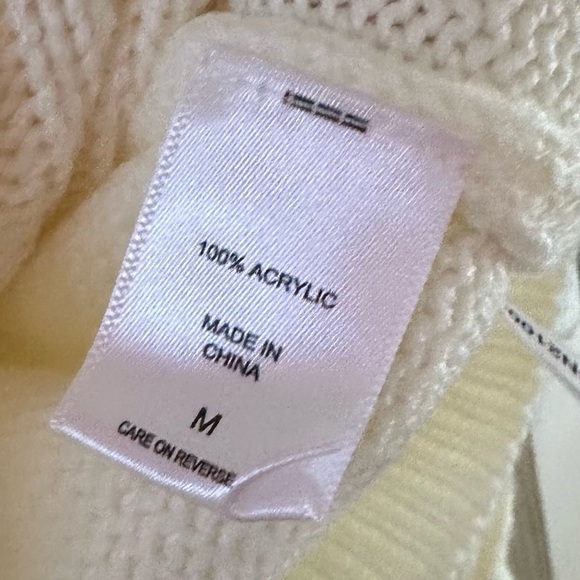 100% ACRYLIC
MADE IN
CHINA
M
CARE ON REVERSE